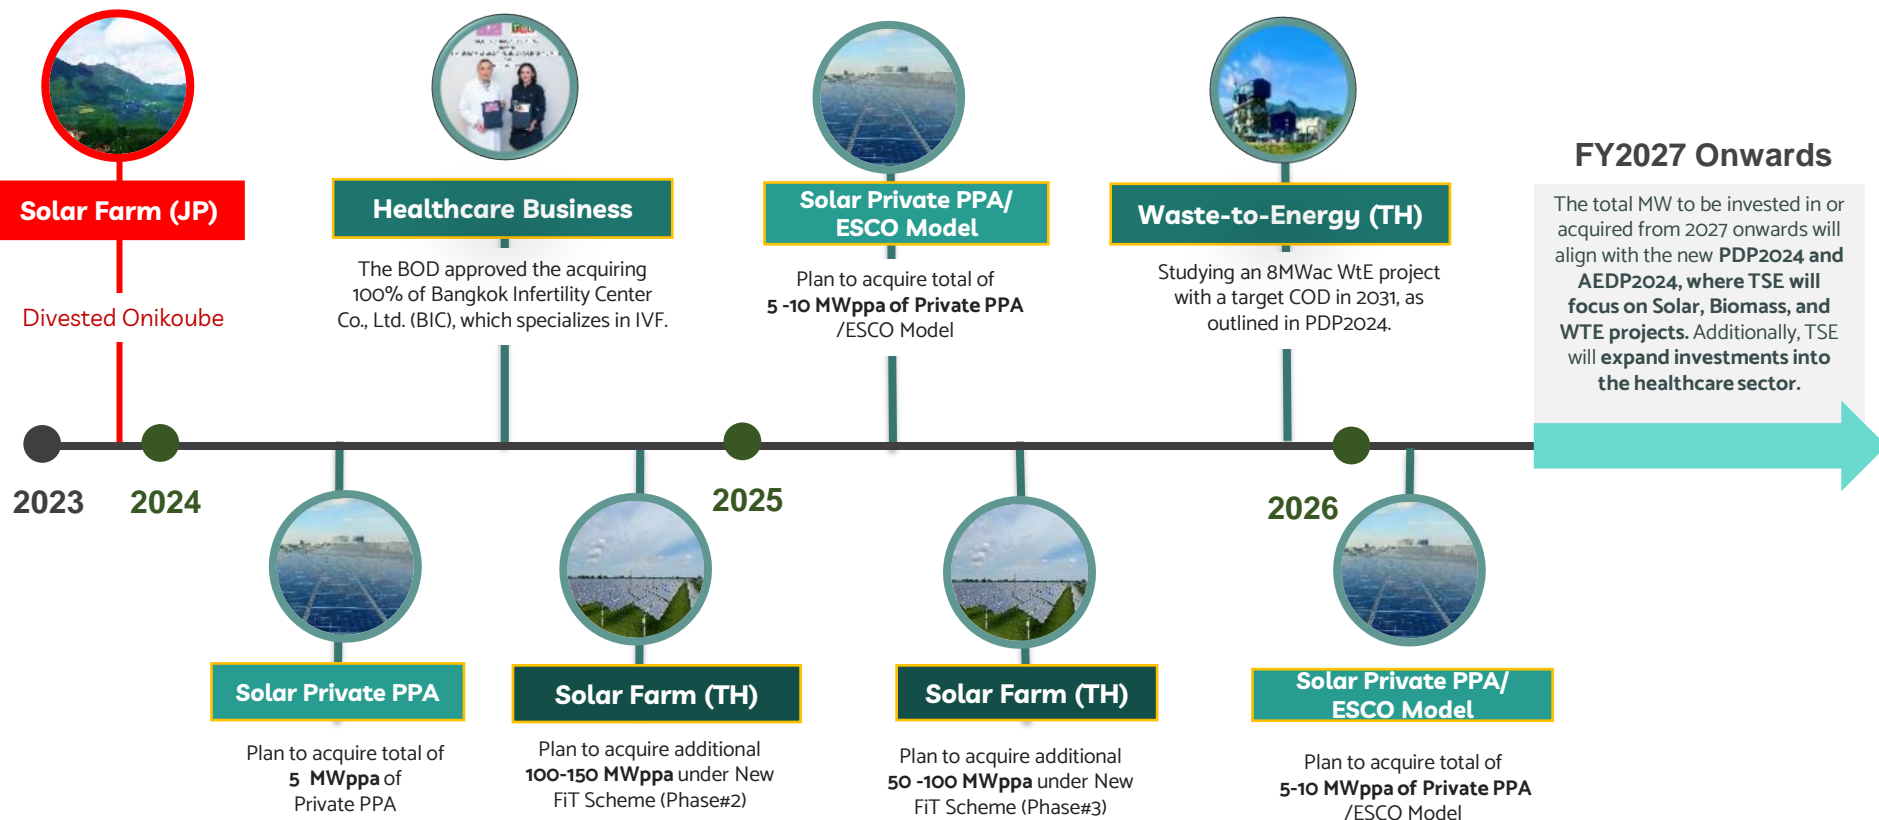 Solar Farm (JP)
Divested Onikoube
Healthcare Business
The BOD approved the acquiring
100% of Bangkok Infertility Center
Co., Ltd. (BIC), which specializes in IVF.
Solar Private PPA/
ESCO Model
Plan to acquire total of
5 -10 MWppa of Private PPA
/ESCO Model
Waste-to-Energy (TH)
Studying an 8MWac WtE project
with a target COD in 2031, as
outlined in PDP2024.
FY2027 Onwards
The total MW to be invested in or
acquired from 2027 onwards will
align with the new PDP2024 and
AEDP2024, where TSE will
focus on Solar, Biomass, and
WTE projects. Additionally, TSE
will expand investments into
the healthcare sector.
2023
2024
2025
2026
Solar Private PPA
Plan to acquire total of
5 MWppa of
Private PPA
Solar Farm (TH)
Plan to acquire additional
100-150 MWppa under New
FiT Scheme (Phase#2)
Solar Farm (TH)
Plan to acquire additional
50 -100 MWppa under New
FiT Scheme (Phase#3)
Solar Private PPA/
ESCO Model
Plan to acquire total of
5-10 MWppa of Private PPA
/ESCO Model